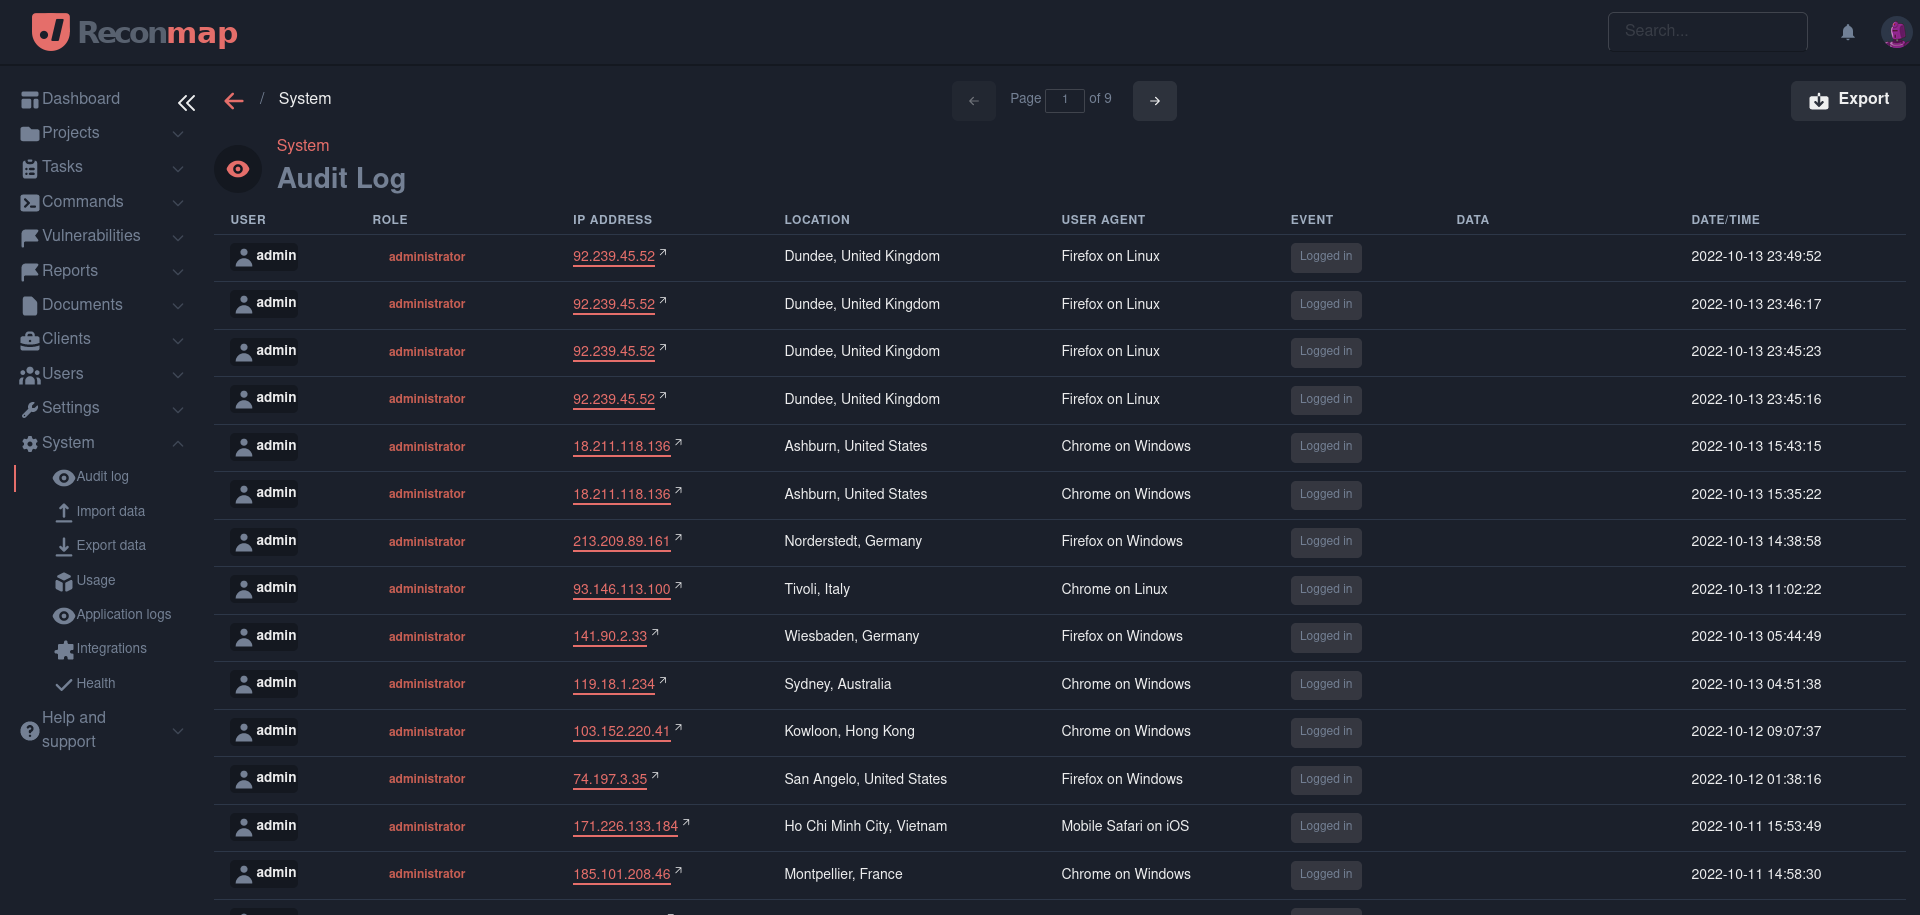 Reconmap
Search...
Dashboard
Projects
Tasks
Commands
Vulnerabilities
Reports
Documents
Clients
Users
Settings
System
Audit log
Import data
Export data
Usage
Application logs
Integrations
Health
Help and
support
/ System
Page 1 of 9
Export
System
Audit Log
USER ROLE IP ADDRESS LOCATION USER AGENT EVENT DATA DATE/TIME
admin administrator 92.239.45.52 Dundee, United Kingdom Firefox on Linux Logged in 2022-10-13 23:49:52
admin administrator 92.239.45.52 Dundee, United Kingdom Firefox on Linux Logged in 2022-10-13 23:46:17
admin administrator 92.239.45.52 Dundee, United Kingdom Firefox on Linux Logged in 2022-10-13 23:45:23
admin administrator 92.239.45.52 Dundee, United Kingdom Firefox on Linux Logged in 2022-10-13 23:45:16
admin administrator 18.211.118.136 Ashburn, United States Chrome on Windows Logged in 2022-10-13 15:43:15
admin administrator 18.211.118.136 Ashburn, United States Chrome on Windows Logged in 2022-10-13 15:35:22
admin administrator 213.209.89.161 Norderstedt, Germany Firefox on Windows Logged in 2022-10-13 14:38:58
admin administrator 93.146.113.100 Tivoli, Italy Chrome on Linux Logged in 2022-10-13 11:02:22
admin administrator 141.90.2.33 Wiesbaden, Germany Firefox on Windows Logged in 2022-10-13 05:44:49
admin administrator 119.18.1.234 Sydney, Australia Chrome on Windows Logged in 2022-10-13 04:51:38
admin administrator 103.152.220.41 Kowloon, Hong Kong Chrome on Windows Logged in 2022-10-12 09:07:37
admin administrator 74.197.3.35 San Angelo, United States Firefox on Windows Logged in 2022-10-12 01:38:16
admin administrator 171.226.133.184 Ho Chi Minh City, Vietnam Mobile Safari on iOS Logged in 2022-10-11 15:53:49
admin administrator 185.101.208.46 Montpellier, France Chrome on Windows Logged in 2022-10-11 14:58:30